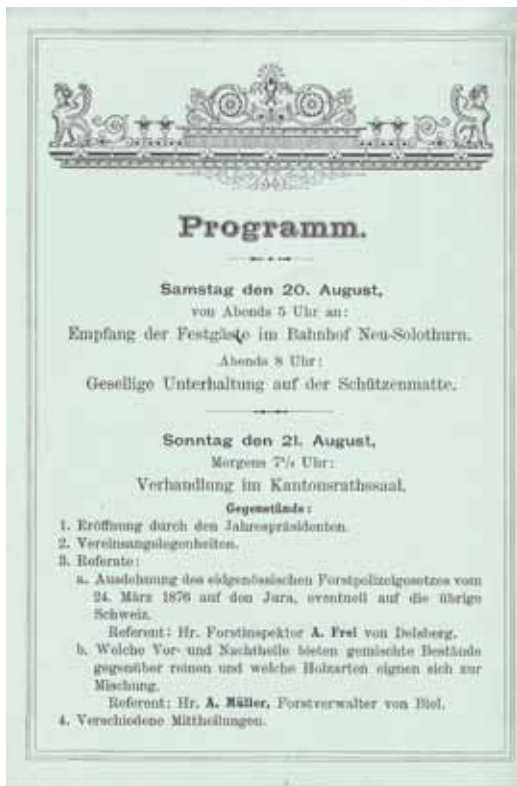 Programm.
Samstag den 20. August,
von Abends 5 Uhr an:
Empfang der Festgäste im Bahnhof Neu-Solothurn.
Abends 8 Uhr:
Gesellige Unterhaltung auf der Schützenmatte.
Sonntag den 21. August,
Morgens Uhr:
Verhandlung im Kantonsrathssaal.
Gegenstände:
1. Eröffnung durch den Jahrespräsidenten.
2. Vereinsangelegenheiten.
3. Referate:
a. Ausdehnung des eidgenössischen Forstpolizeigesetzes vom
24. März 1876 auf den Jura, eventuell auf die übrige
Schweiz.
Referent: Hr. Forstinspektor A. Frei von Delsberg.
b. Welche Vor- und Nachtheile bieten gemischte Bestände
gegenüber reinen und welche Holzarten eignen sich zur
Mischung.
Referent: Hr. A. Müller, Forstverwalter von Biel.
4. Verschiedene Mittheilungen.